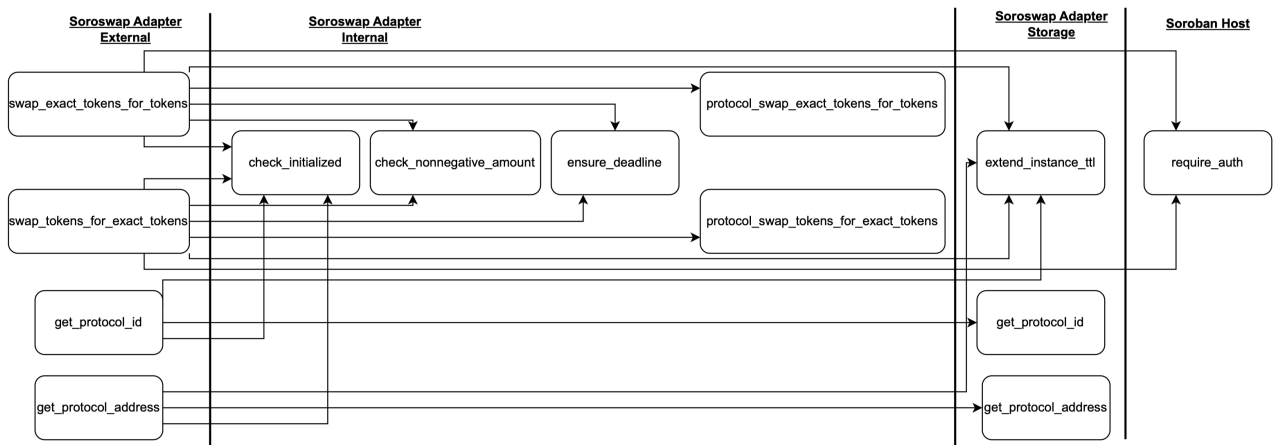 Soroswap Adapter
External
Soroswap Adapter
Internal
Soroswap Adapter
Storage
Soroban Host
swap_exact_tokens_for_tokens
protocol_swap_exact_tokens_for_tokens
check_initialized
check_nonnegative_amount
ensure_deadline
extend_instance_ttl
require_auth
swap_tokens_for_exact_tokens
protocol_swap_tokens_for_exact_tokens
get_protocol_id
get_protocol_id
get_protocol_address
get_protocol_address